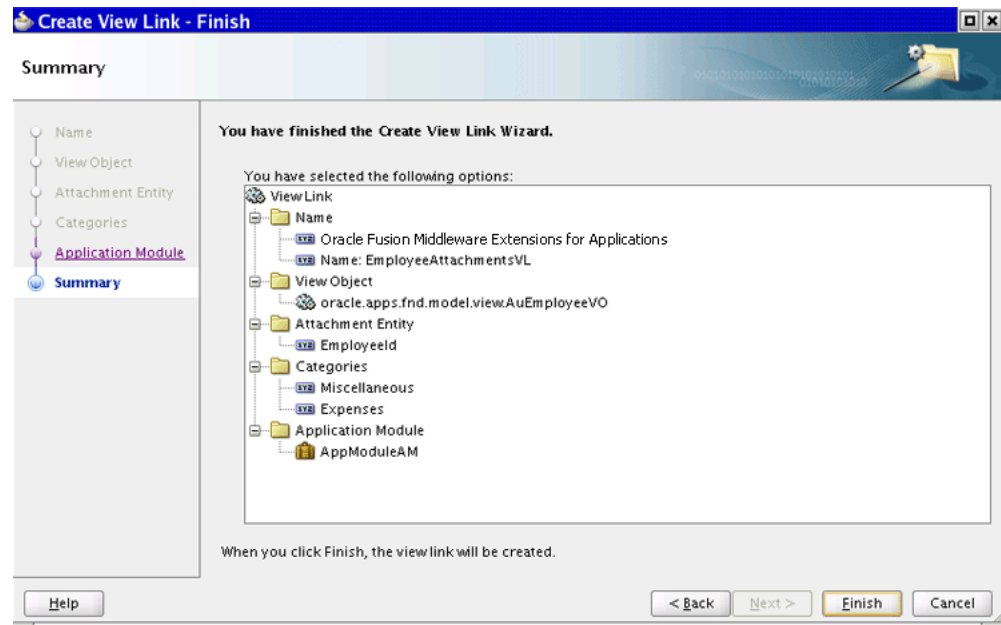 Create View Link - Finish
Summary
Name
View Object
Attachment Entity
Categories
Application Module
Summary
You have finished the Create View Link Wizard.
You have selected the following options:
View Link
Name
Oracle Fusion Middleware Extensions for Applications
Name: EmployeeAttachmentsVL
View Object
oracle.apps.fnd.model.view.AuEmployeeVO
Attachment Entity
EmployeeId
Categories
Miscellaneous
Expenses
Application Module
AppModuleAM
When you click Finish, the view link will be created.
Help
< Back
Next >
Finish
Cancel